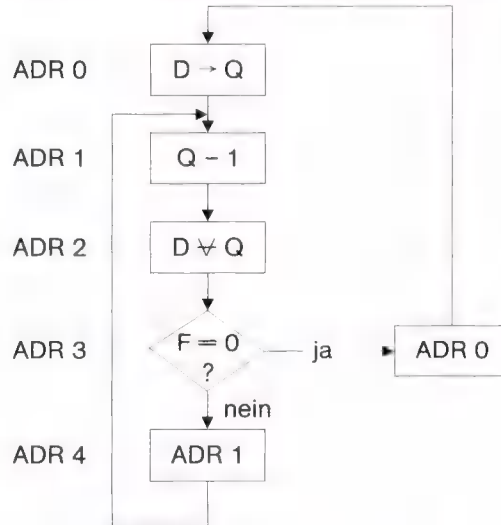 ADR 0 D → Q
ADR 1 Q – 1
ADR 2 D ⩝ Q
ADR 3 F = 0 ja ADR 0
?
nein
ADR 4 ADR 1